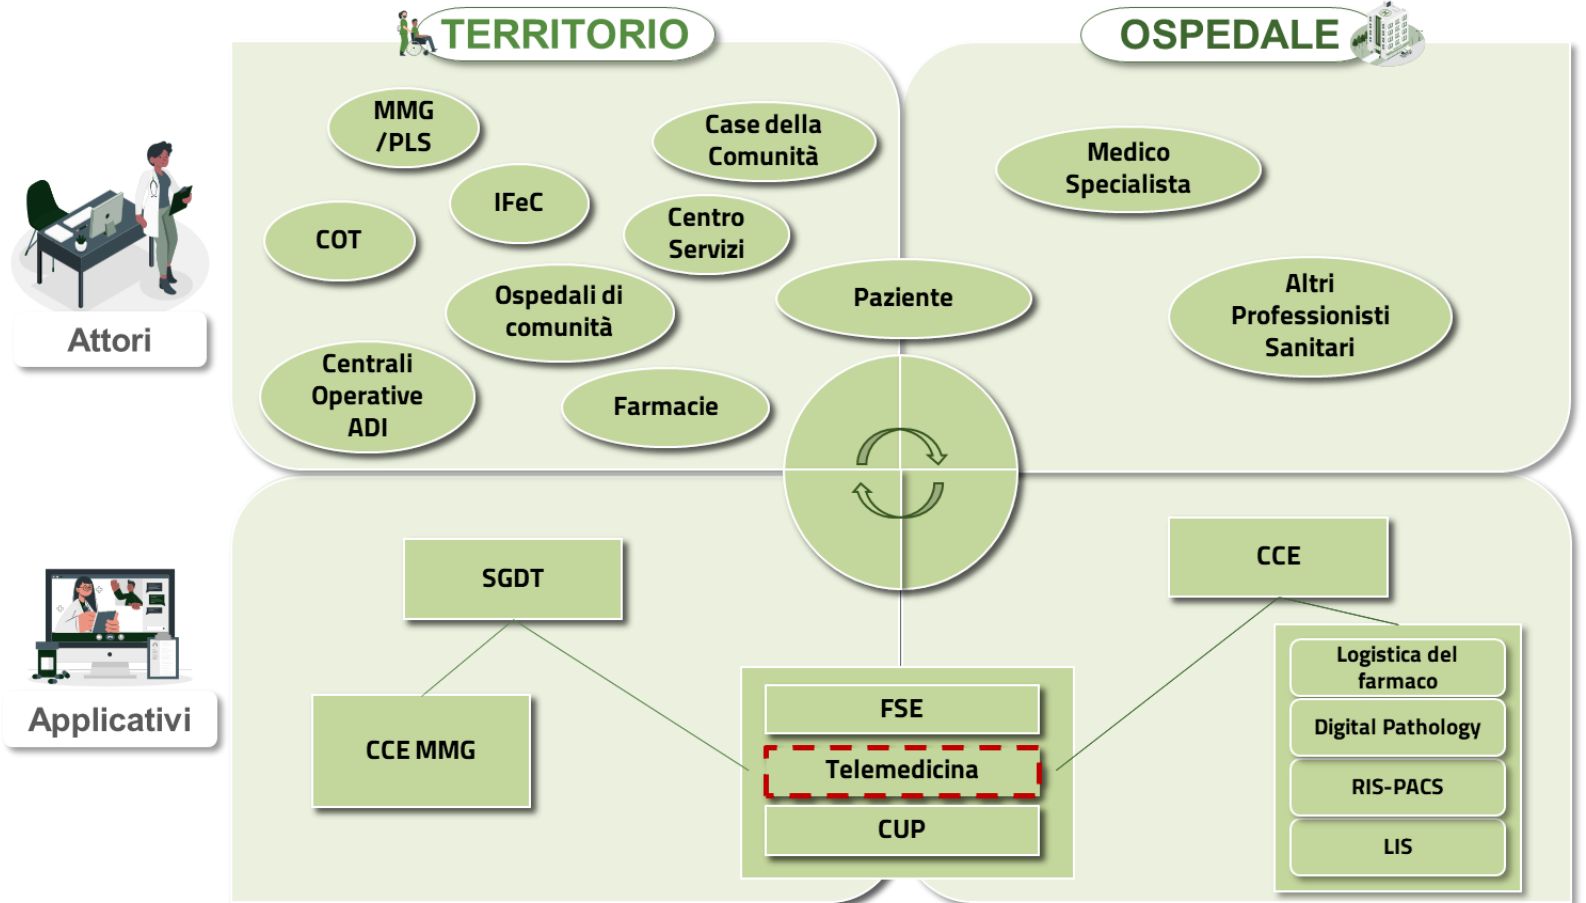 TERRITORIO
OSPEDALE
MMG
/PLS
Case della
Comunità
Medico
Specialista
IFeC
COT
Centro
Servizi
Ospedali di
comunità
Paziente
Altri
Professionisti
Sanitari
Attori
Centrali
Operative
ADI
Farmacie
SGDT
CCE
CCE MMG
FSE
Telemedicina
CUP
Logistica del
farmaco
Digital Pathology
RIS-PACS
LIS
Applicativi